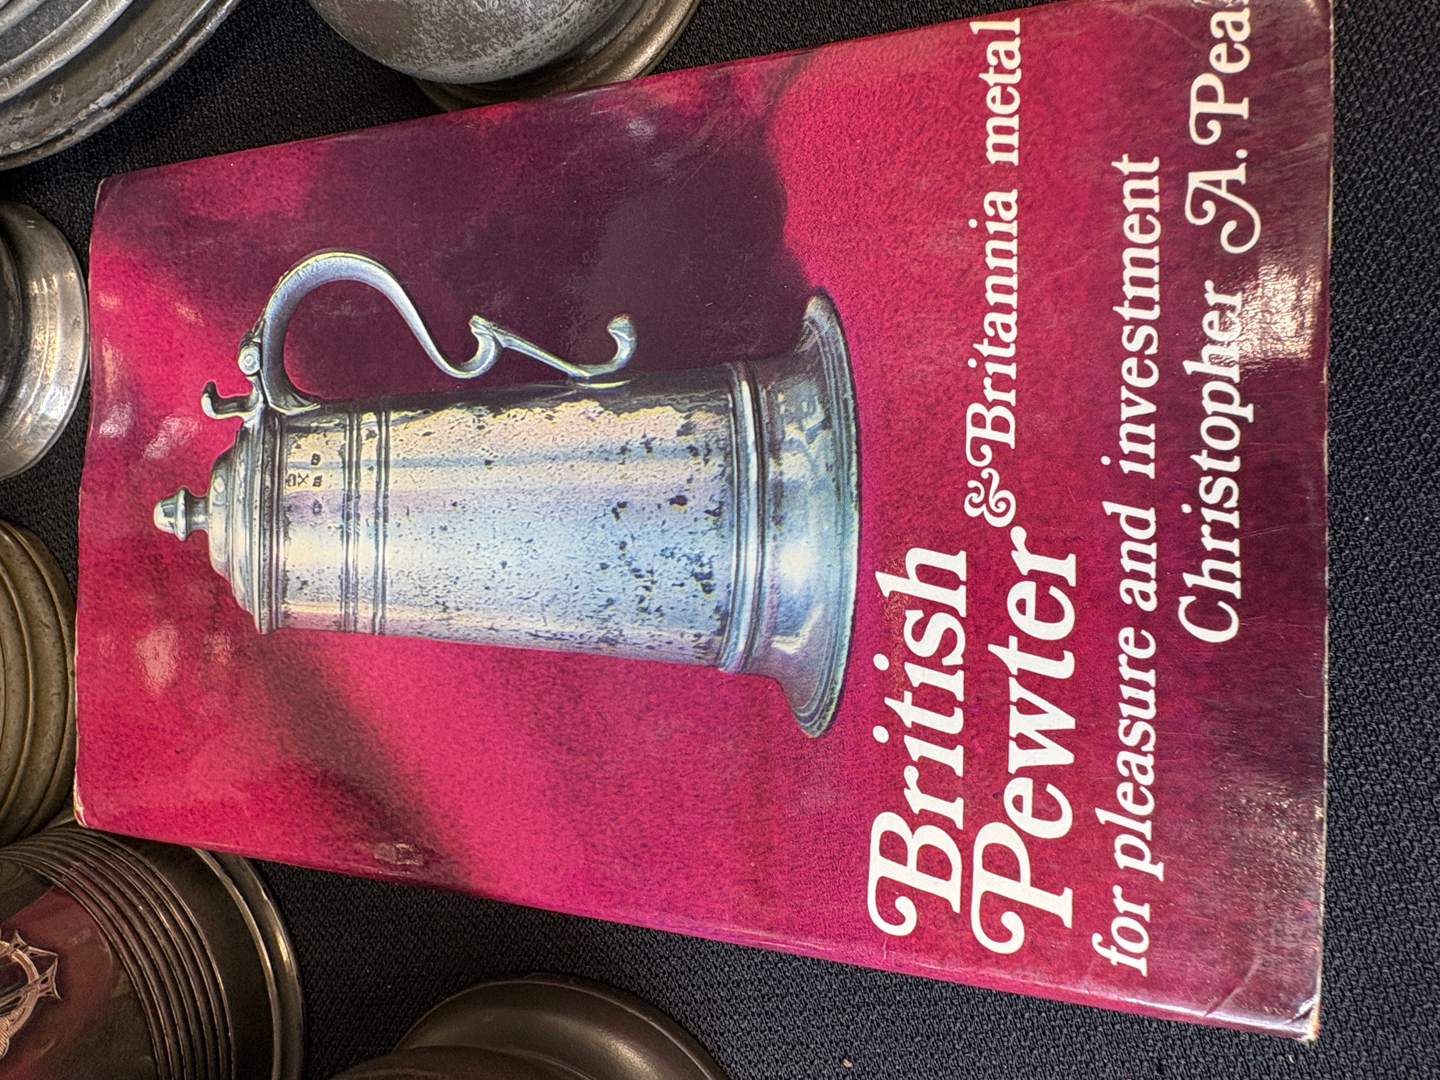 British
Pewter & Britannia metal
for pleasure and investment
Christopher A. Pea